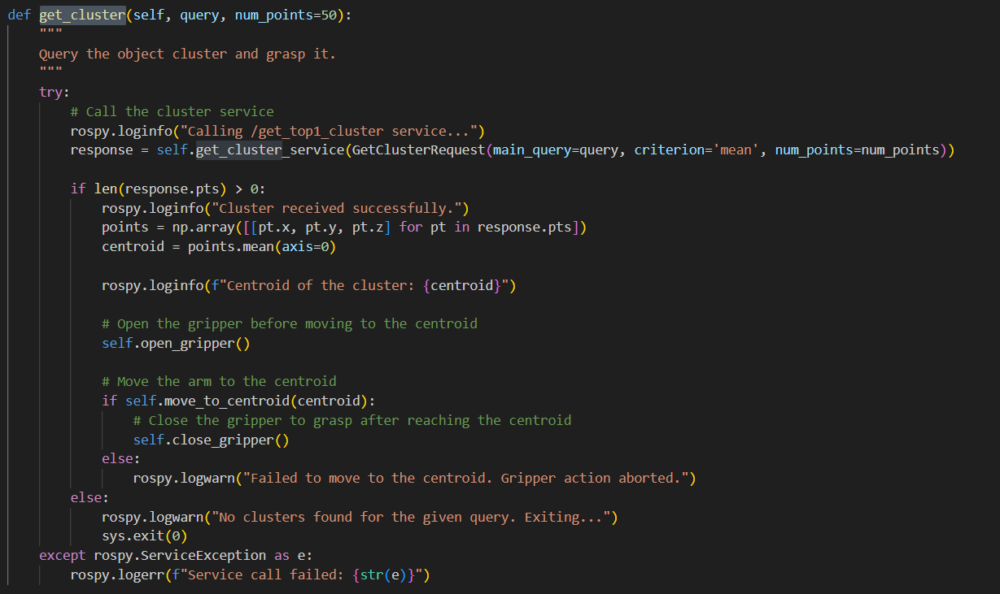 def get_cluster(self, query, num_points=50):
    """
    Query the object cluster and grasp it.
    """
    try:
        # Call the cluster service
        rospy.loginfo("Calling /get_top1_cluster service...")
        response = self.get_cluster_service(GetClusterRequest(main_query=query, criterion='mean', num_points=num_points))

        if len(response.pts) > 0:
            rospy.loginfo("Cluster received successfully.")
            points = np.array([[pt.x, pt.y, pt.z] for pt in response.pts])
            centroid = points.mean(axis=0)

            rospy.loginfo(f"Centroid of the cluster: {centroid}")

            # Open the gripper before moving to the centroid
            self.open_gripper()

            # Move the arm to the centroid
            if self.move_to_centroid(centroid):
                # Close the gripper to grasp after reaching the centroid
                self.close_gripper()
            else:
                rospy.logwarn("Failed to move to the centroid. Gripper action aborted.")
        else:
            rospy.logwarn("No clusters found for the given query. Exiting...")
            sys.exit(0)
    except rospy.ServiceException as e:
        rospy.logerr(f"Service call failed: {str(e)}")